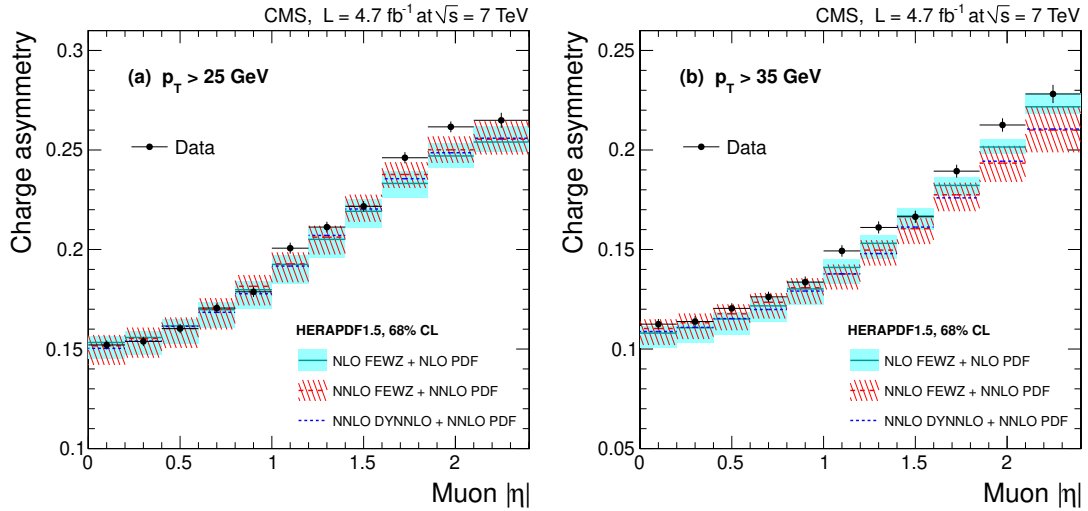 CMS, L = 4.7 fb⁻¹ at √s = 7 TeV
Charge asymmetry
0.3
0.25
0.2
0.15
0.1
(a) p_T > 25 GeV
Data
HERAPDF1.5, 68% CL
NLO FEWZ + NLO PDF
NNLO FEWZ + NNLO PDF
NNLO DYNNLO + NNLO PDF
0 0.5 1 1.5 2
Muon |η|
CMS, L = 4.7 fb⁻¹ at √s = 7 TeV
Charge asymmetry
0.25
0.2
0.15
0.1
0.05
(b) p_T > 35 GeV
Data
HERAPDF1.5, 68% CL
NLO FEWZ + NLO PDF
NNLO FEWZ + NNLO PDF
NNLO DYNNLO + NNLO PDF
0 0.5 1 1.5 2
Muon |η|